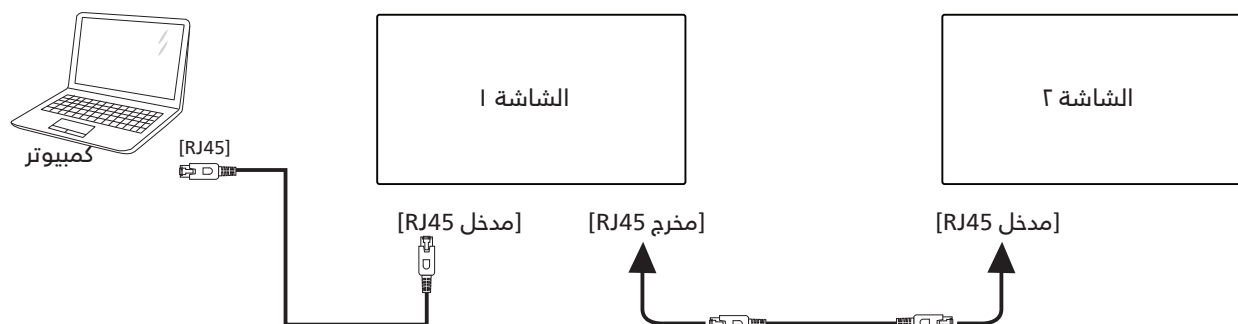 الشاشة ١
الشاشة ٢
[RJ45]
كمبيوتر
[مدخل RJ45]
[مخرج RJ45]
[مدخل RJ45]